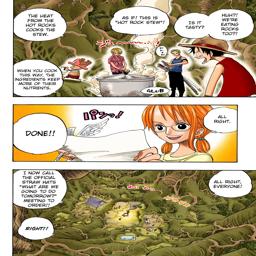 HUH?!
WE'RE
EATING
ROCKS
TOO?!
IS IT
TASTY?
AS IF! THIS IS
"HOT ROCK STEW"!
THE HEAT
FROM THE
HOT ROCKS
COOKS THE
STEW.
WHEN YOU COOK
THIS WAY, THE
INGREDIENTS KEEP
MORE OF THEIR
NUTRIENTS.
ALL
RIGHT.
DONE!!
ALL RIGHT,
EVERYONE!
I NOW CALL
THE OFFICIAL
STRAW HATS
"WHAT ARE WE
GOING TO DO
TOMORROW?"
MEETING TO
ORDER!!
RIGHT!!